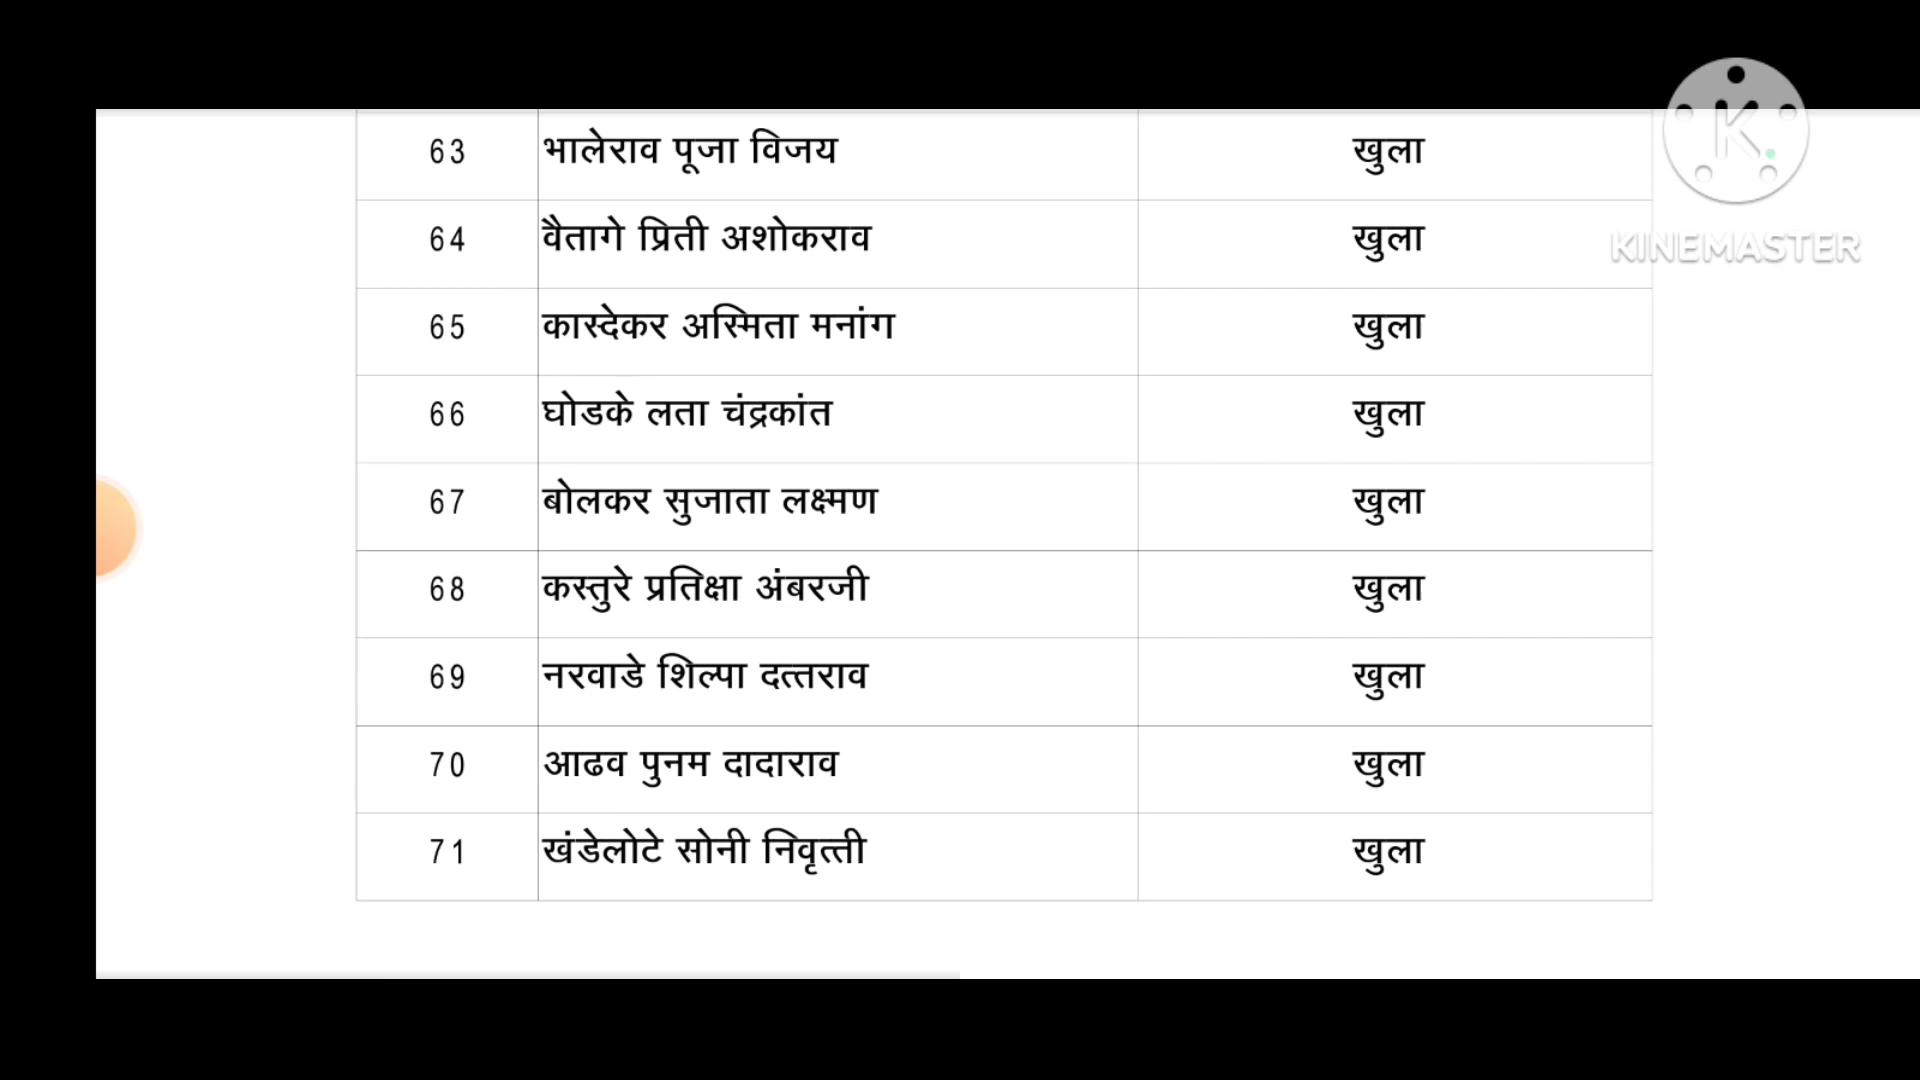 63 भालेराव पूजा विजय खुला
64 वैतागे प्रिती अशोकराव खुला
65 कास्देकर अस्मिता मनांग खुला
66 घोडके लता चंद्रकांत खुला
67 बोलकर सुजाता लक्ष्मण खुला
68 कस्तुरे प्रतिक्षा अंबरजी खुला
69 नरवाडे शिल्पा दत्तराव खुला
70 आढव पुनम दादाराव खुला
71 खंडेलोटे सोनी निवृत्ती खुला
K
KINEMASTER